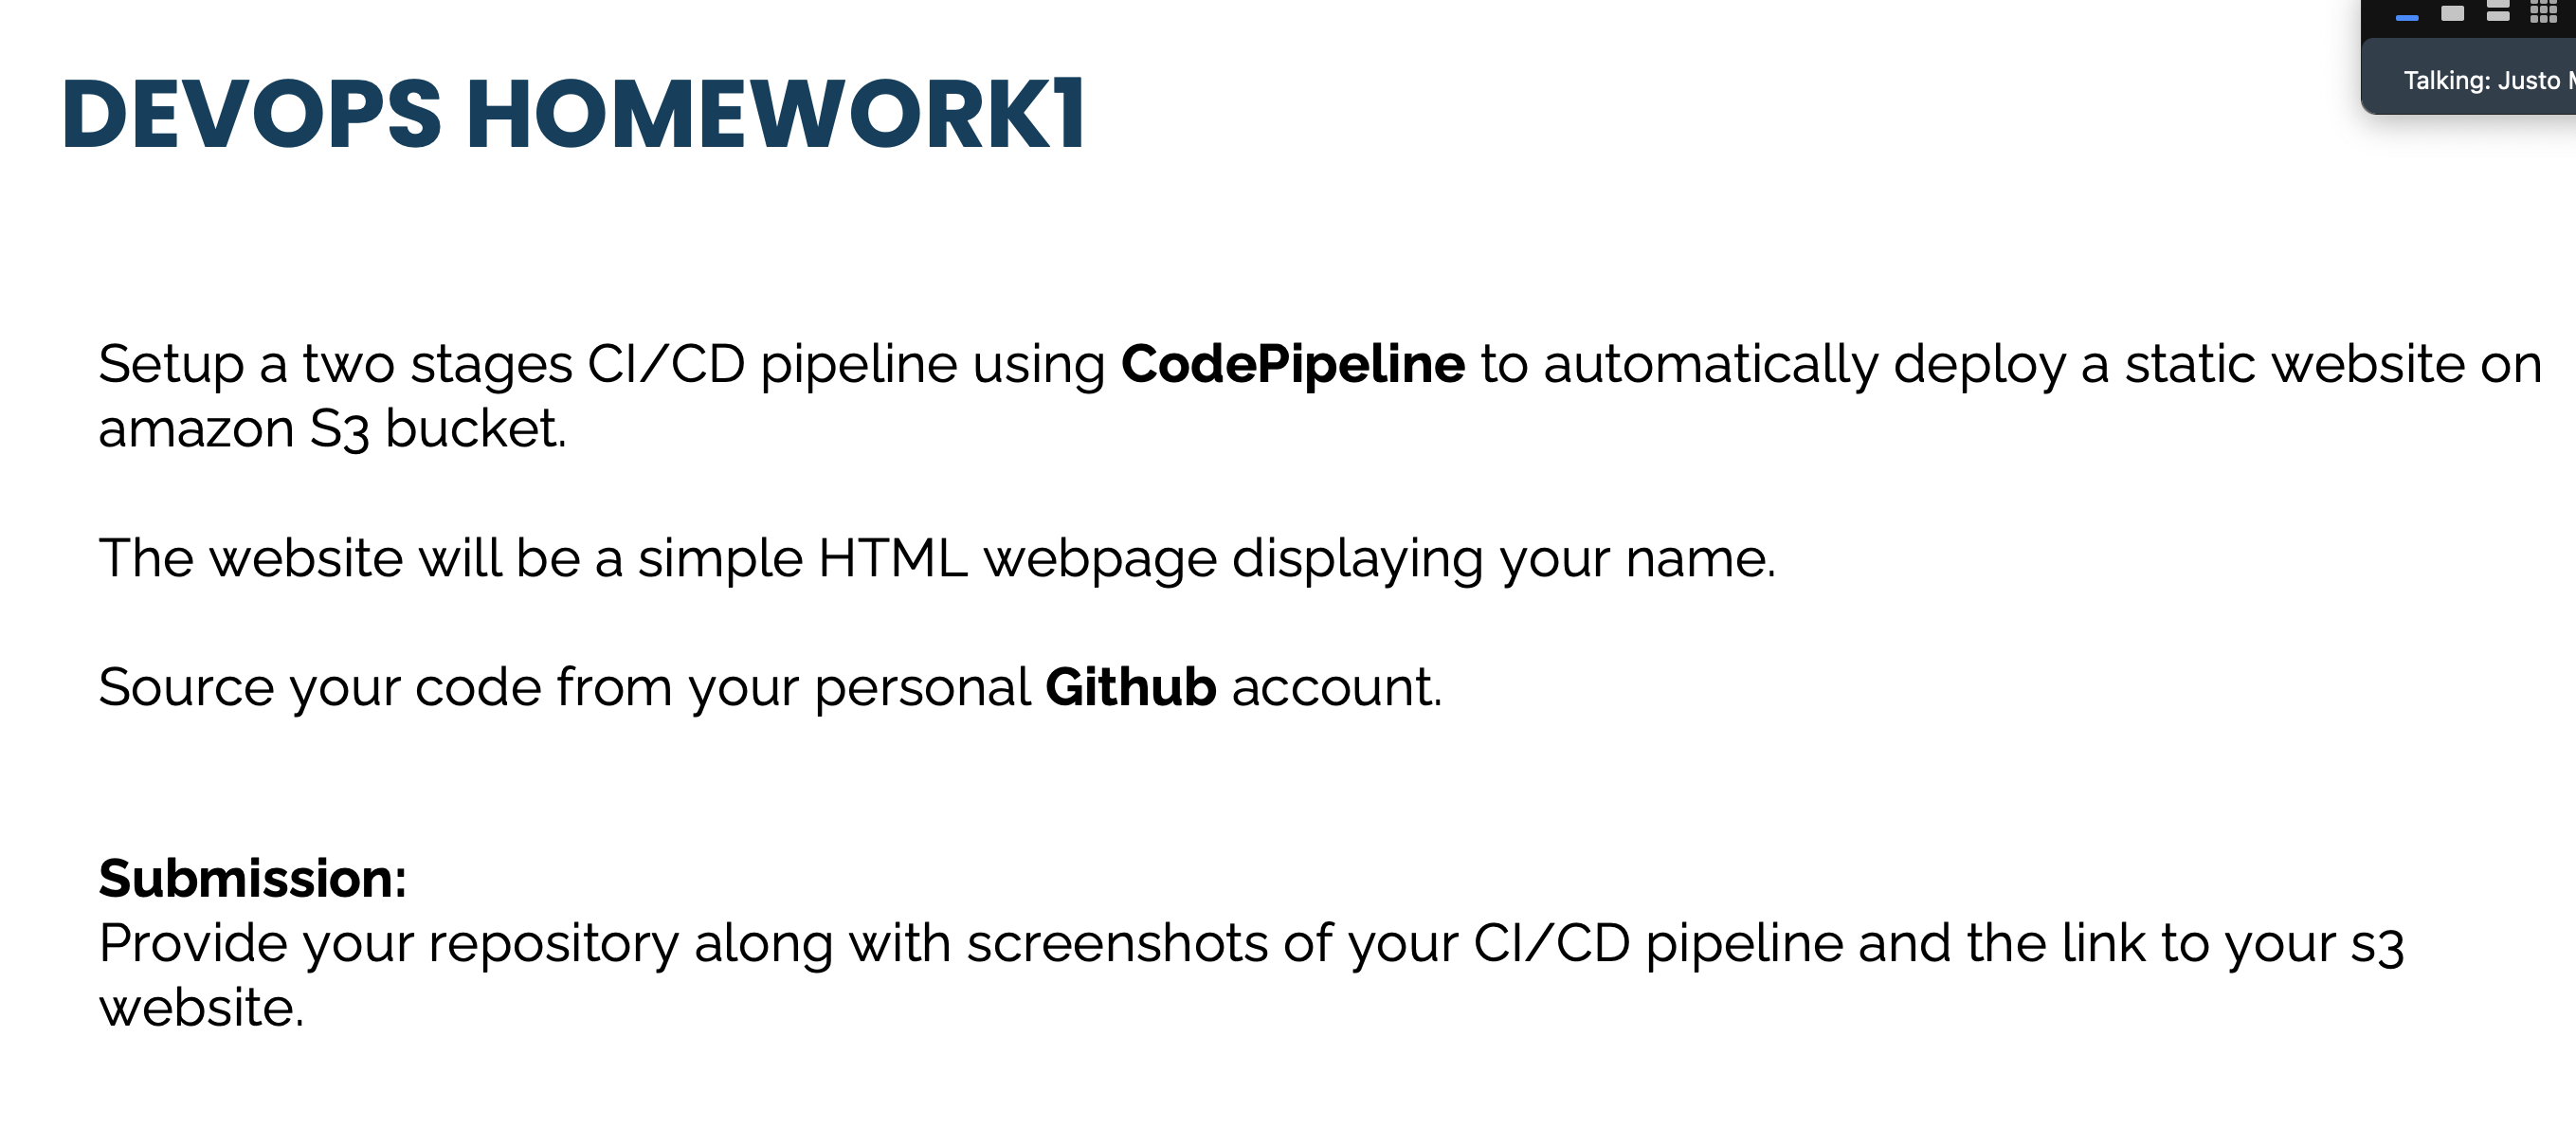 DEVOPS HOMEWORK1
Talking: Justo
Setup a two stages CI/CD pipeline using CodePipeline to automatically deploy a static website on
amazon S3 bucket.
The website will be a simple HTML webpage displaying your name.
Source your code from your personal Github account.
Submission:
Provide your repository along with screenshots of your CI/CD pipeline and the link to your s3
website.